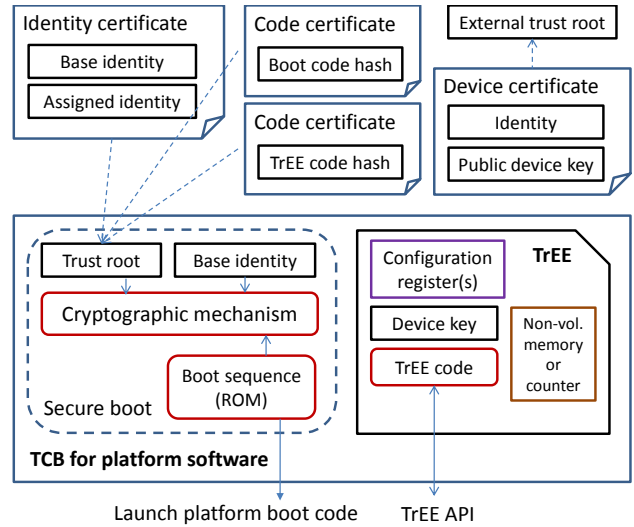 Identity certificate
Base identity
Assigned identity
Code certificate
Boot code hash
Code certificate
TrEE code hash
External trust root
Device certificate
Identity
Public device key
Trust root
Base identity
Cryptographic mechanism
Boot sequence
(ROM)
Secure boot
TCB for platform software
Configuration
register(s)
TrEE
Device key
TrEE code
Non-vol.
memory
or
counter
Launch platform boot code
TrEE API